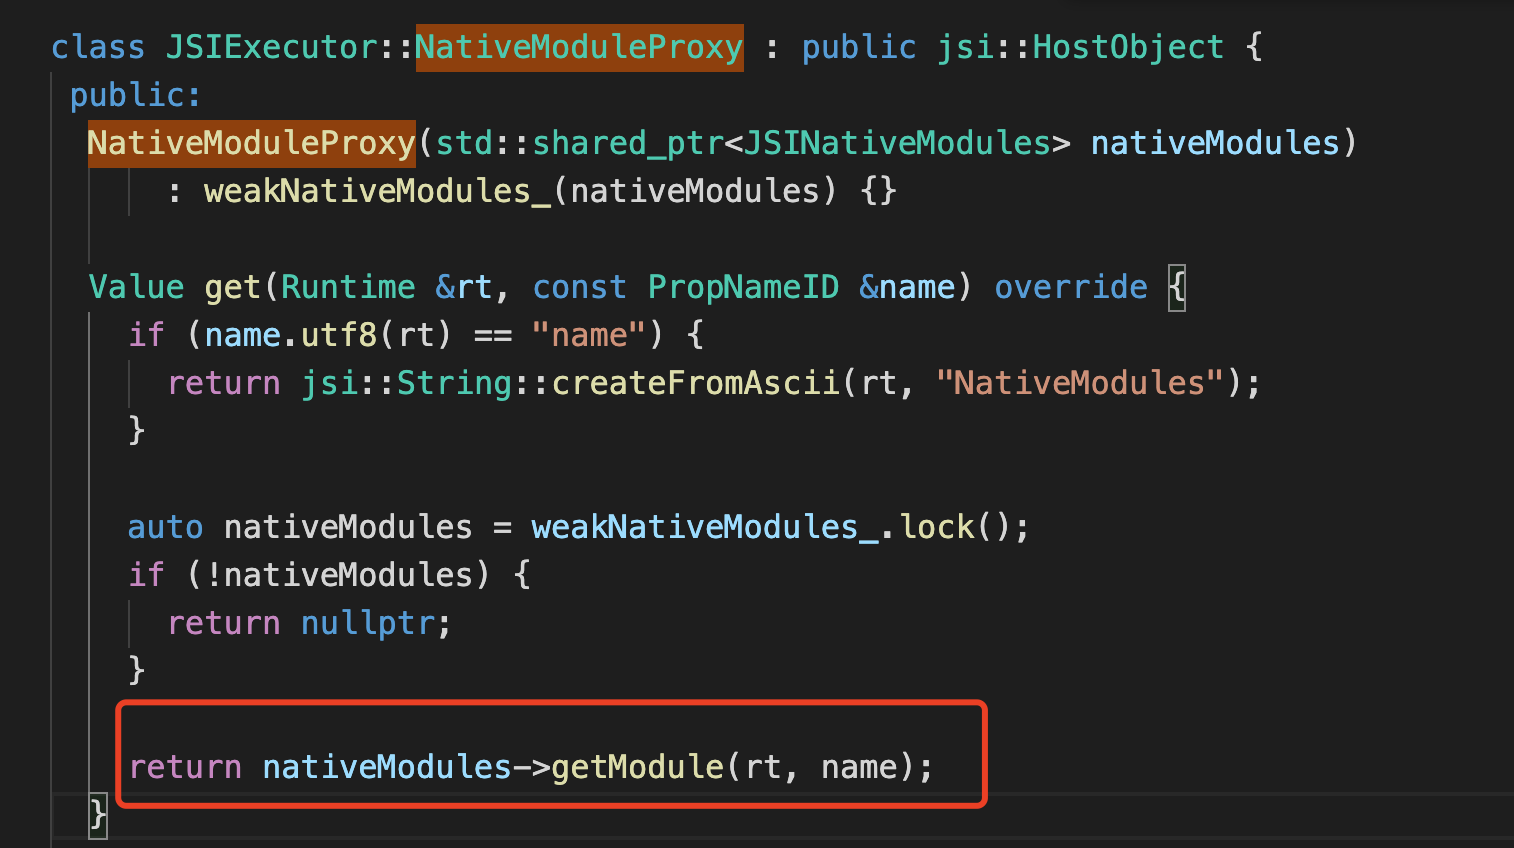 class JSIExecutor::NativeModuleProxy : public jsi::HostObject {
public:
NativeModuleProxy(std::shared_ptr<JSINativeModules> nativeModules)
: weakNativeModules_(nativeModules) {}
Value get(Runtime &rt, const PropNameID &name) override {
if (name.utf8(rt) == "name") {
return jsi::String::createFromAscii(rt, "NativeModules");
}
auto nativeModules = weakNativeModules_.lock();
if (!nativeModules) {
return nullptr;
}
return nativeModules->getModule(rt, name);
}